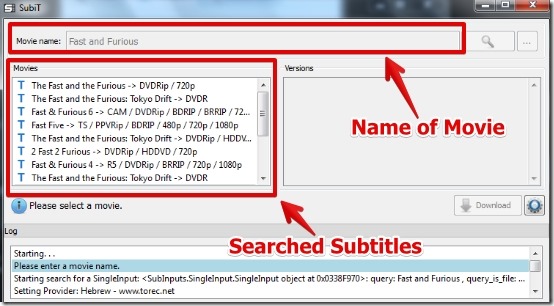 SubiT
Movie name: Fast and Furious ...
Movies Versions
T The Fast and the Furious -> DVDRip / 720p
T The Fast and the Furious: Tokyo Drift -> DVDR
T Fast & Furious 6 -> CAM / DVDRip / BDRIP / BRRIP / 72...
T Fast Five -> TS / PPVRip / BDRIP / 480p / 720p / 1080p
T The Fast and the Furious: Tokyo Drift -> DVDRip / HDDV...
T 2 Fast 2 Furious -> DVDRip / HDDVD / 720p
T Fast & Furious 4 -> R5 / DVDRip / BRRIP / 720p / 1080p
T The Fast and the Furious: Tokyo Drift -> DVDR
Name of Movie
Please select a movie. Download
Searched Subtitles
Log
Starting...
Please enter a movie name.
Starting search for a SingleInput: <SubInputs.SingleInput.SingleInput object at 0x0338F970>: query: Fast and Furious , query_is_file:
Setting Provider: Hebrew - www.torec.net